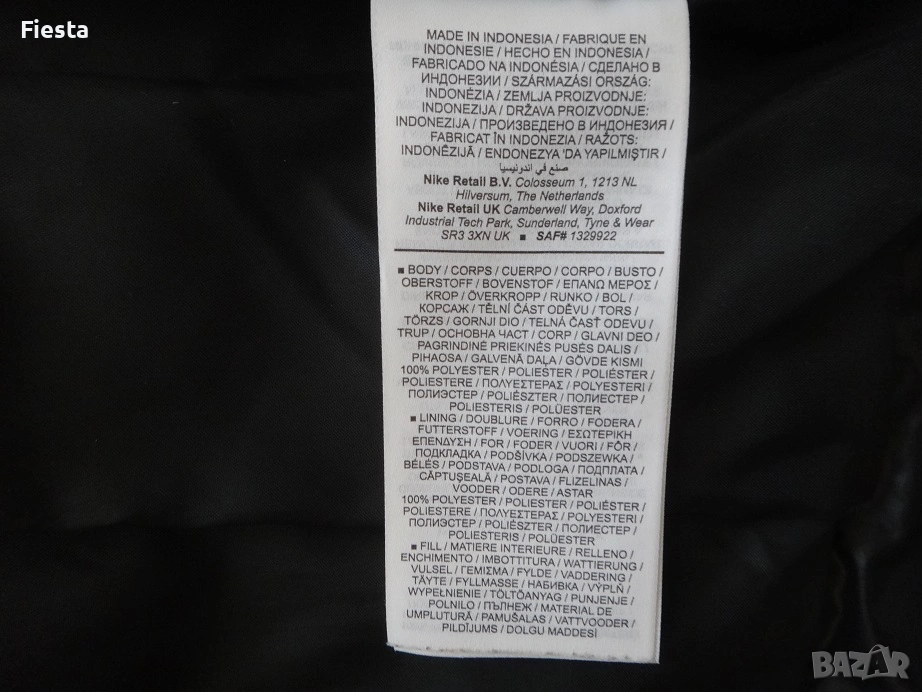 Fiesta
MADE IN INDONESIA / FABRIQUE EN
INDONESIE / HECHO EN INDONESIA /
FABRICADO NA INDONÉSIA / СДЕЛАНО В
ИНДОНЕЗИИ / SZÁRMAZÁSI ORSZÁG:
INDONÉZIA / ZEMLJA PROIZVODNJE:
INDONEZIJA / DRŽAVA PROIZVODNJE:
INDONEZIJA / ПРОИЗВЕДЕНО В ИНДОНЕЗИЯ /
FABRICAT ÎN INDONEZIA / RAŽOTS:
INDONĒZIJĀ / ENDONEZYA 'DA YAPILMIŞTIR /
صنع في اندونيسيا
Nike Retail B.V. Colosseum 1, 1213 NL
Hilversum, The Netherlands
Nike Retail UK Camberwell Way, Doxford
Industrial Tech Park, Sunderland, Tyne & Wear
SR3 3XN UK ■ SAF# 1329922
■ BODY / CORPS / CUERPO / CORPO / BUSTO /
OBERSTOFF / BOVENSTOF / ΕΠΑΝΩ ΜΕΡΟΣ /
KROP / ÖVERKROPP / RUNKO / BOL /
КОРСАЖ / TĚLNÍ ČÁST ODĚVU / TORS /
TÖRZS / GORNJI DIO / TELNÁ ČASŤ ODEVU /
TRUP / ОСНОВНА ЧАСТ / CORP / GLAVNI DEO /
PAGRINDINĖ PRIEKINĖS PUSĖS DALIS /
PIHAOSA / GALVENĀ DAĻA / GÖVDE KISMI
100% POLYESTER / POLIESTER / POLIÉSTER /
POLIESTERE / ΠΟΛΥΕΣΤΕΡΑΣ / POLYESTERI /
ПОЛИЭСТЕР / POLIÉSZTER / ПОЛИЕСТЕР /
POLIESTERIS / POLÜESTER
■ LINING / DOUBLURE / FORRO / FODERA /
FUTTERSTOFF / VOERING / ΕΣΩΤΕΡΙΚΗ
ΕΠΕΝΔΥΣΗ / FOR / FODER / VUORI / FÔR /
ПОДКЛАДКА / PODŠÍVKA / PODSZEWKA /
BÉLÉS / PODSTAVA / PODLOGA / ПОДПЛАТА /
CĂPTUŞEALĂ / POSTAVA / FLIZELINAS /
VOODER / ODERE / ASTAR
100% POLYESTER / POLIESTER / POLIÉSTER /
POLIESTERE / ΠΟΛΥΕΣΤΕΡΑΣ / POLYESTERI /
ПОЛИЭСТЕР / POLIÉSZTER / ПОЛИЕСТЕР /
POLIESTERIS / POLÜESTER
■ FILL / MATIERE INTERIEURE / RELLENO /
ENCHIMENTO / IMBOTTITURA / WATTIERUNG /
VULSEL / ΓΕΜΙΣΜΑ / FYLDE / VADDERING /
TÄYTE / FYLLMASSE / НАБИВКА / VÝPLŇ /
WYPEŁNIENIE / TÖLTÖANYAG / PUNJENJE /
POLNILO / ПЪЛНЕЖ / MATERIAL DE
UMPLUTURĂ / PAMUŠALAS / VATTVOODER /
PILDĪJUMS / DOLGU MADDESİ
BAZAR